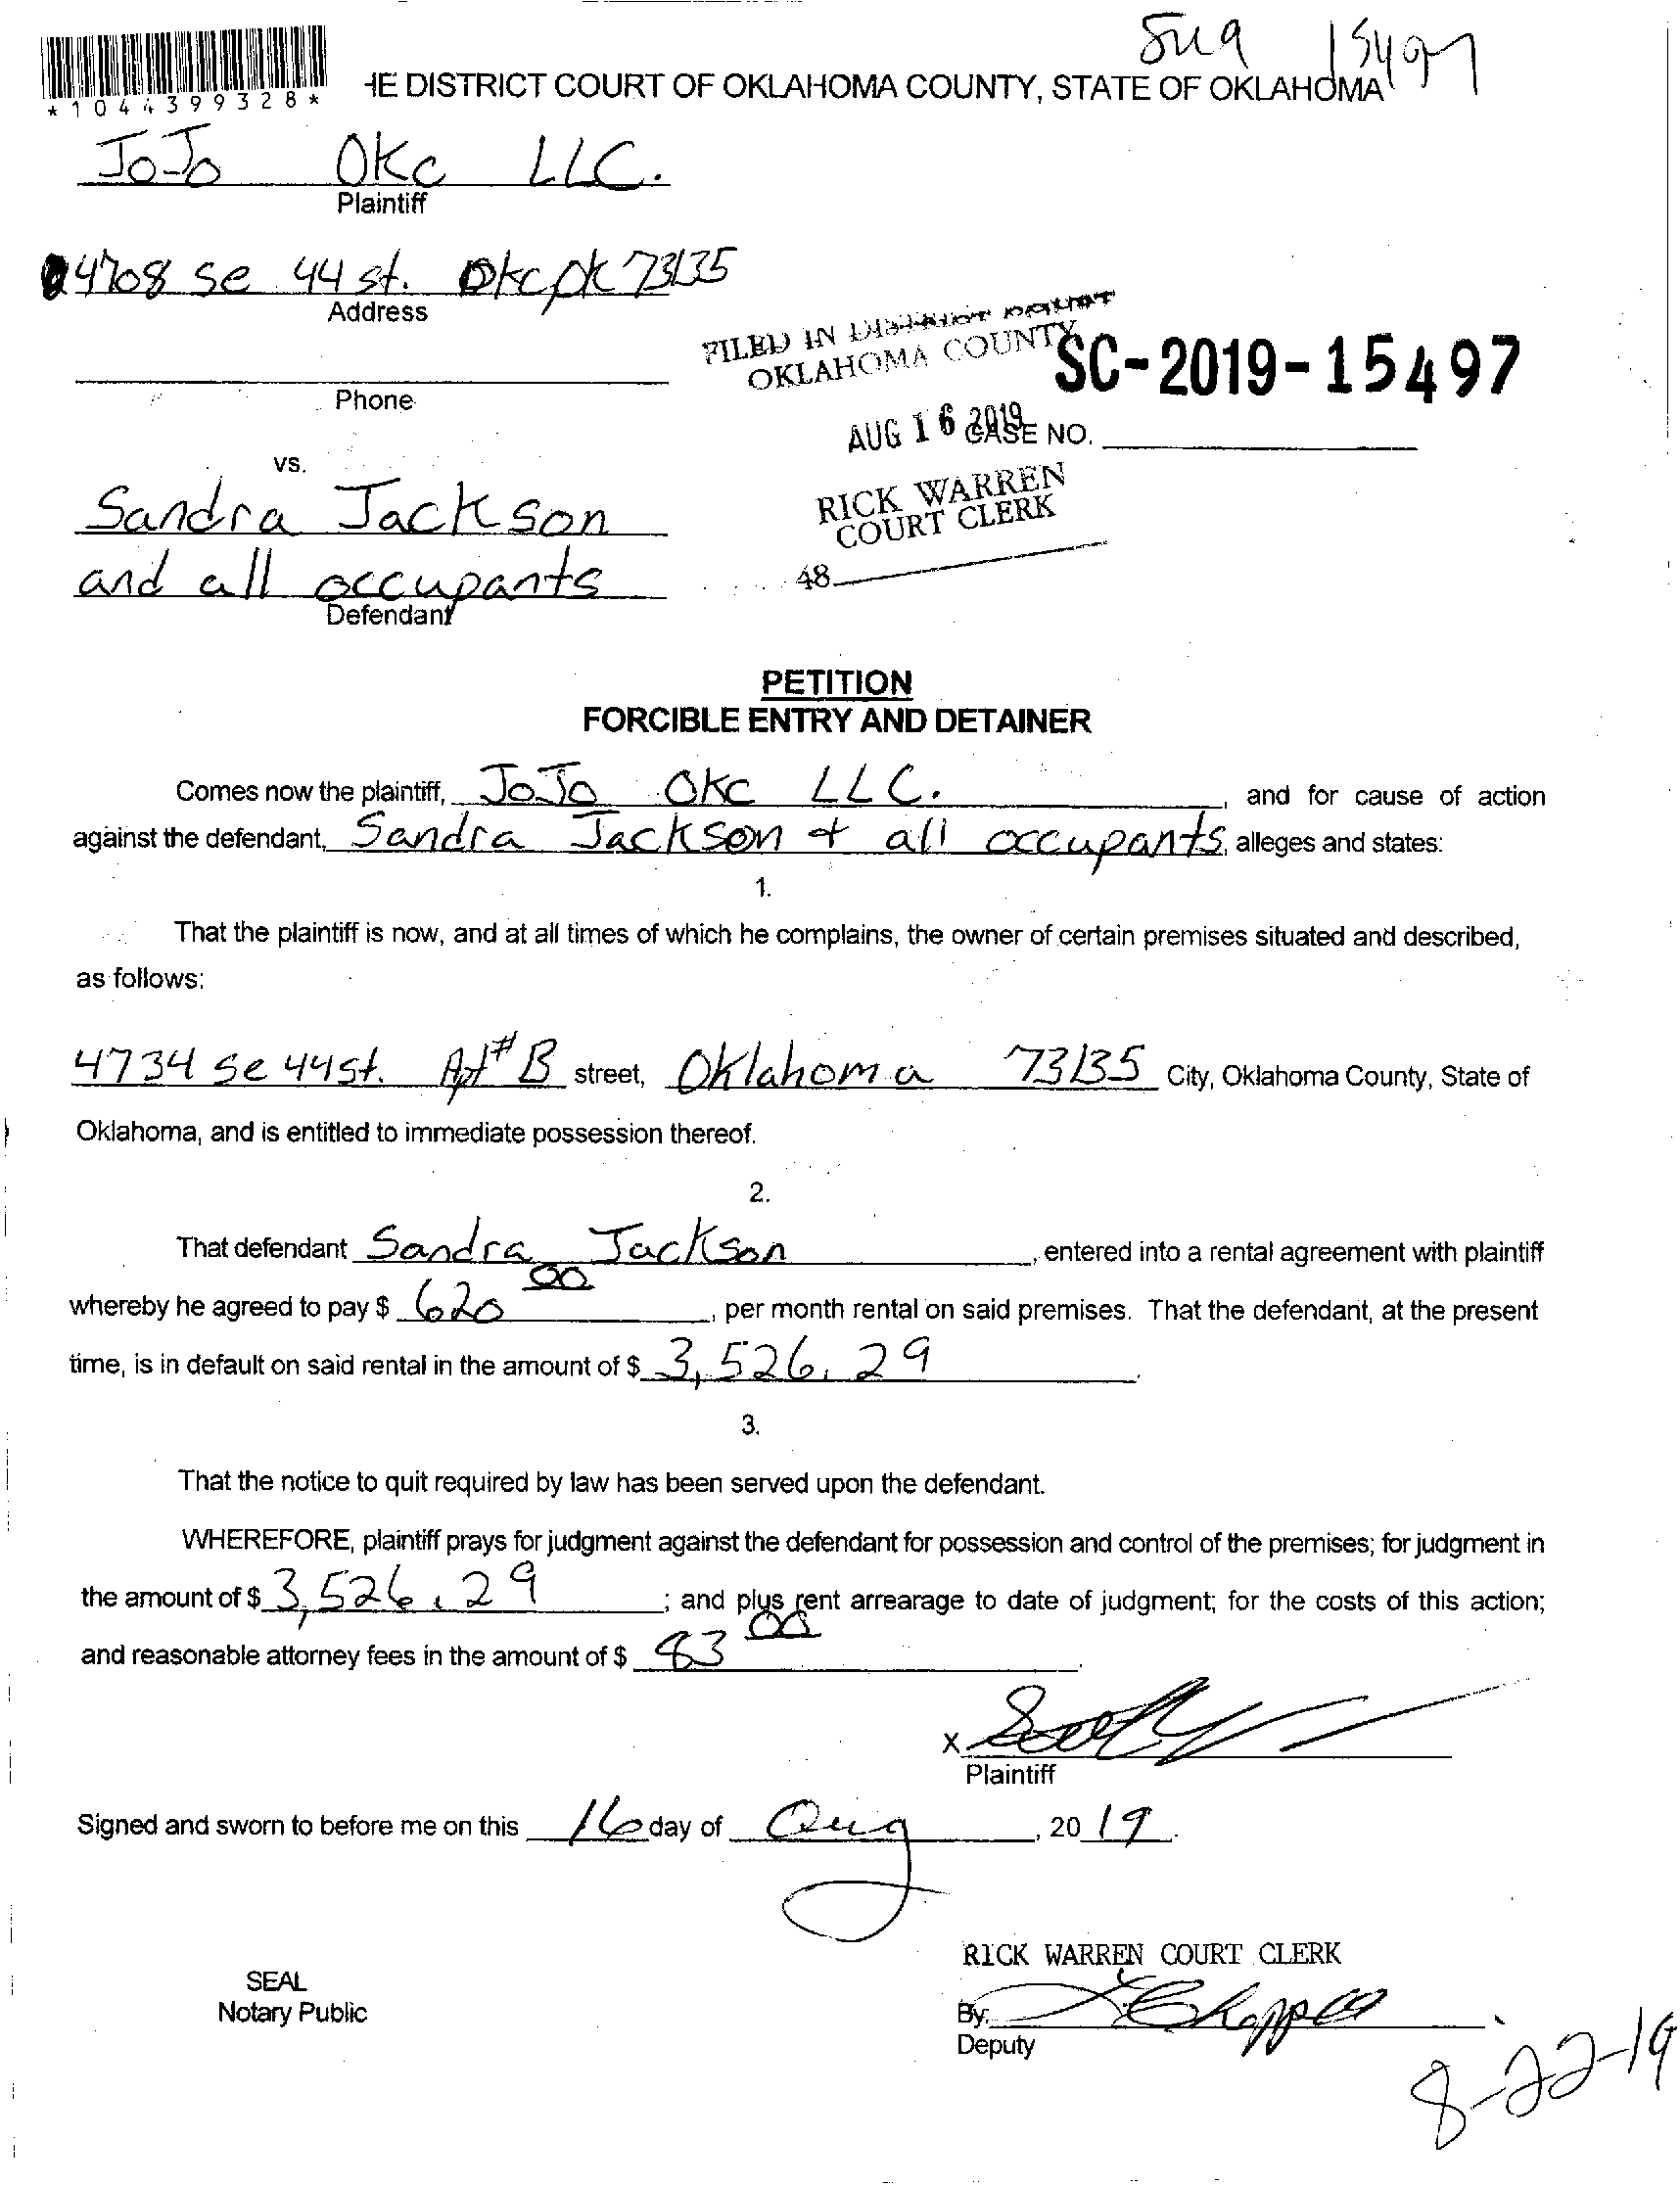 *1044399328*
HE DISTRICT COURT OF OKLAHOMA COUNTY, STATE OF OKLAHOMA
JoJo OKC LLC.
Plaintiff
4708 se 44 st. Okc ok 73135
Address
FILED IN DISTRICT COURT
OKLAHOMA COUNTY
SC-2019-15497
Phone
AUG 16 2019
CASE NO.
vs.
RICK WARREN
COURT CLERK
Sandra Jackson
and all occupants
48
Defendant
PETITION
FORCIBLE ENTRY AND DETAINER
Comes now the plaintiff, JoJo OKC LLC. , and for cause of action
against the defendant, Sandra Jackson + all occupants, alleges and states:
1.
That the plaintiff is now, and at all times of which he complains, the owner of certain premises situated and described,
as follows:
4734 se 44 st. Apt # B street, Oklahoma 73135 City, Oklahoma County, State of
Oklahoma, and is entitled to immediate possession thereof.
2.
That defendant Sandra Jackson , entered into a rental agreement with plaintiff
whereby he agreed to pay $ 620 00 , per month rental on said premises. That the defendant, at the present
time, is in default on said rental in the amount of $ 3,526.29 .
3.
That the notice to quit required by law has been served upon the defendant.
WHEREFORE, plaintiff prays for judgment against the defendant for possession and control of the premises; for judgment in
the amount of $ 3,526.29 ; and plus rent arrearage to date of judgment; for the costs of this action;
and reasonable attorney fees in the amount of $ 83 00 .
X
Plaintiff
Signed and sworn to before me on this 16 day of Aug , 20 19 .
RICK WARREN COURT CLERK
SEAL
Notary Public
By:
Deputy
8-22-19